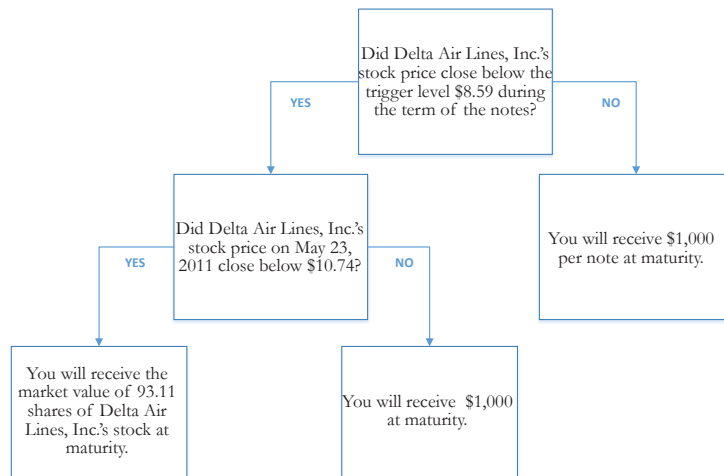 Did Delta Air Lines, Inc.'s
stock price close below the
trigger level $8.59 during
the term of the notes?
YES
NO
Did Delta Air Lines, Inc.'s
stock price on May 23,
2011 close below $10.74?
You will receive $1,000
per note at maturity.
YES
NO
You will receive the
market value of 93.11
shares of Delta Air
Lines, Inc.'s stock at
maturity.
You will receive $1,000
at maturity.